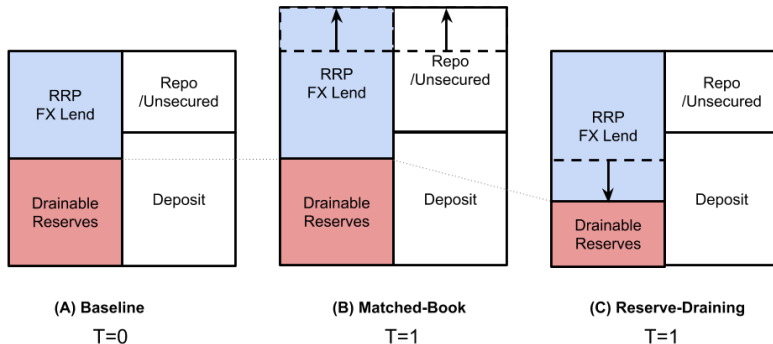 RRP
FX Lend
Repo
/Unsecured
Drainable
Reserves
Deposit
(A) Baseline
T=0
RRP
FX Lend
Repo
/Unsecured
Drainable
Reserves
Deposit
(B) Matched-Book
T=1
RRP
FX Lend
Repo
/Unsecured
Drainable
Reserves
Deposit
(C) Reserve-Draining
T=1